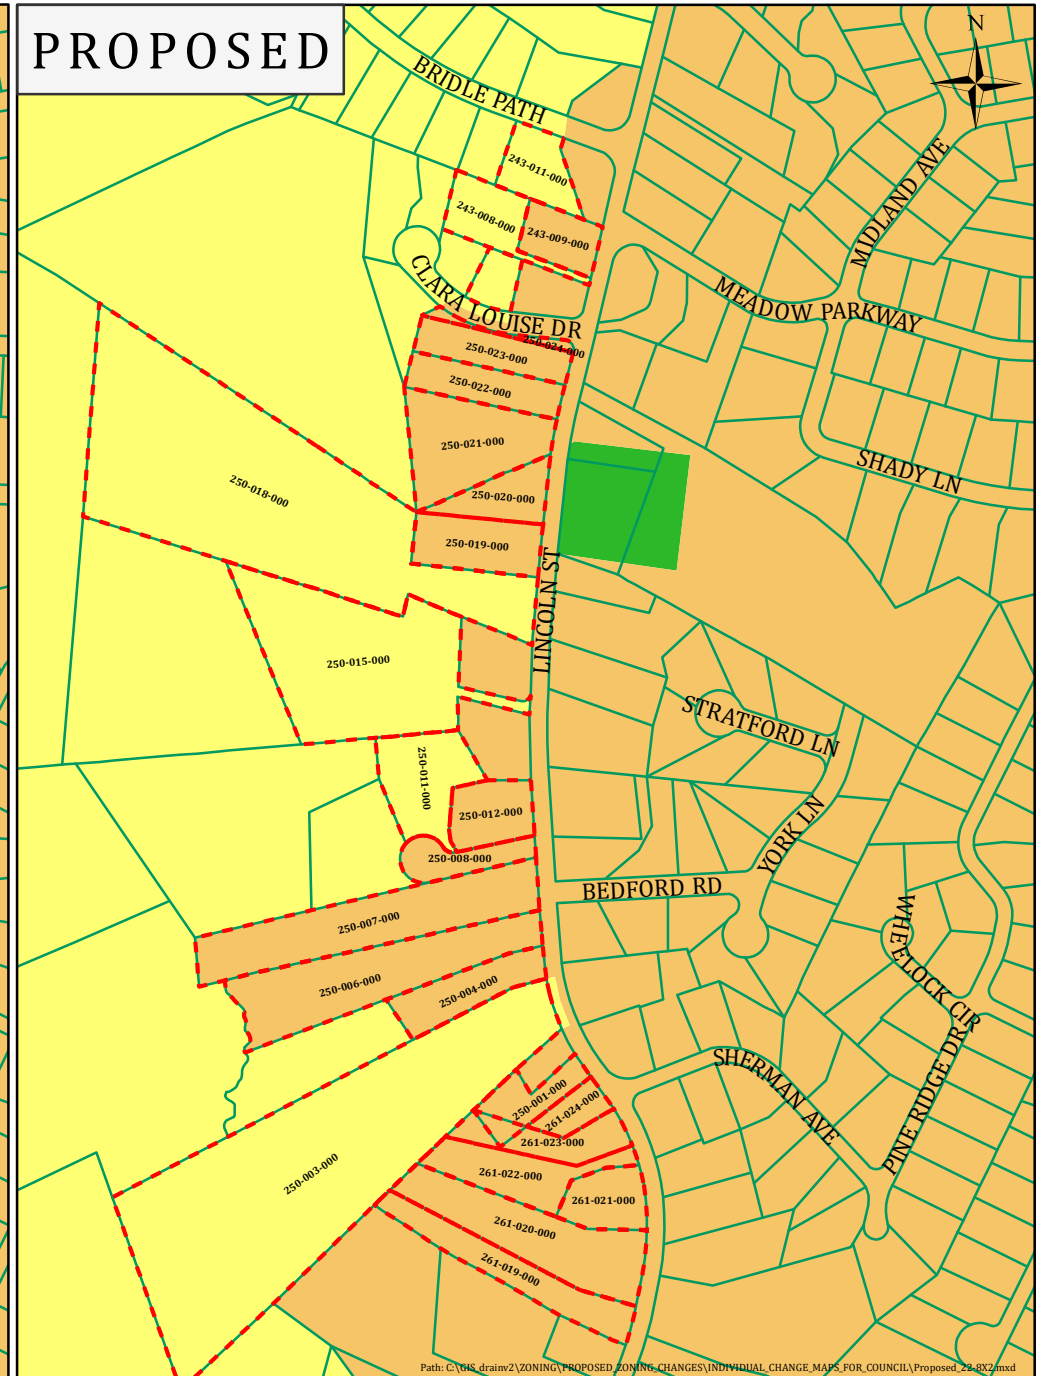 PROPOSED
N
BRIDLE PATH
243-011-000
243-008-000
243-009-000
MIDLAND AVE
CLARA LOUISE DR
MEADOW PARKWAY
250-024-000
250-023-000
250-022-000
250-021-000
SHADY LN
250-018-000
250-020-000
250-019-000
LINCOLN ST
250-015-000
STRATFORD LN
250-011-000
250-012-000
YORK LN
250-008-000
BEDFORD RD
250-007-000
WHEELOCK CIR
250-006-000
250-004-000
SHERMAN AVE
PINE RIDGE DR
250-001-000
261-024-000
261-023-000
250-003-000
261-022-000
261-021-000
261-020-000
261-019-000
Path: C:\GIS_drainv2\ZONING\PROPOSED_ZONING_CHANGES\INDIVIDUAL_CHANGE_MAPS_FOR_COUNCIL\Proposed_22-8X2.mxd